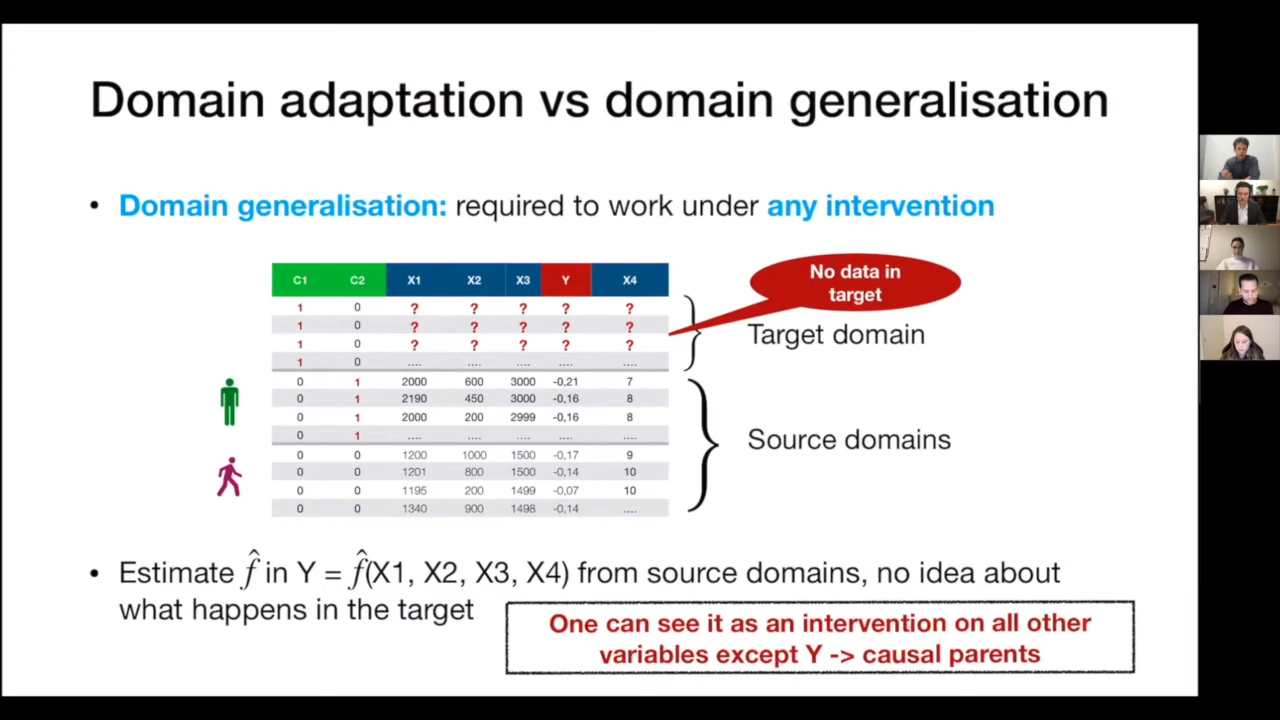 Domain adaptation vs domain generalisation
• Domain generalisation: required to work under any intervention
C1 C2 X1 X2 X3 Y X4
1 0 ? ? ? ? ?
1 0 ? ? ? ? ?
1 0 ? ? ? ? ?
1 0 .... .... .... .... ....
0 1 2000 600 3000 -0,21 7
0 1 2190 450 3000 -0,16 8
0 1 2000 200 2999 -0,16 8
0 1 .... .... .... .... ....
0 0 1200 1000 1500 -0,17 9
0 0 1201 800 1500 -0,14 10
0 0 1195 200 1499 -0,07 10
0 0 1340 900 1498 -0,14 ....
No data in
target
Target domain
Source domains
• Estimate f̂ in Y = f̂(X1, X2, X3, X4) from source domains, no idea about
what happens in the target
One can see it as an intervention on all other
variables except Y -> causal parents